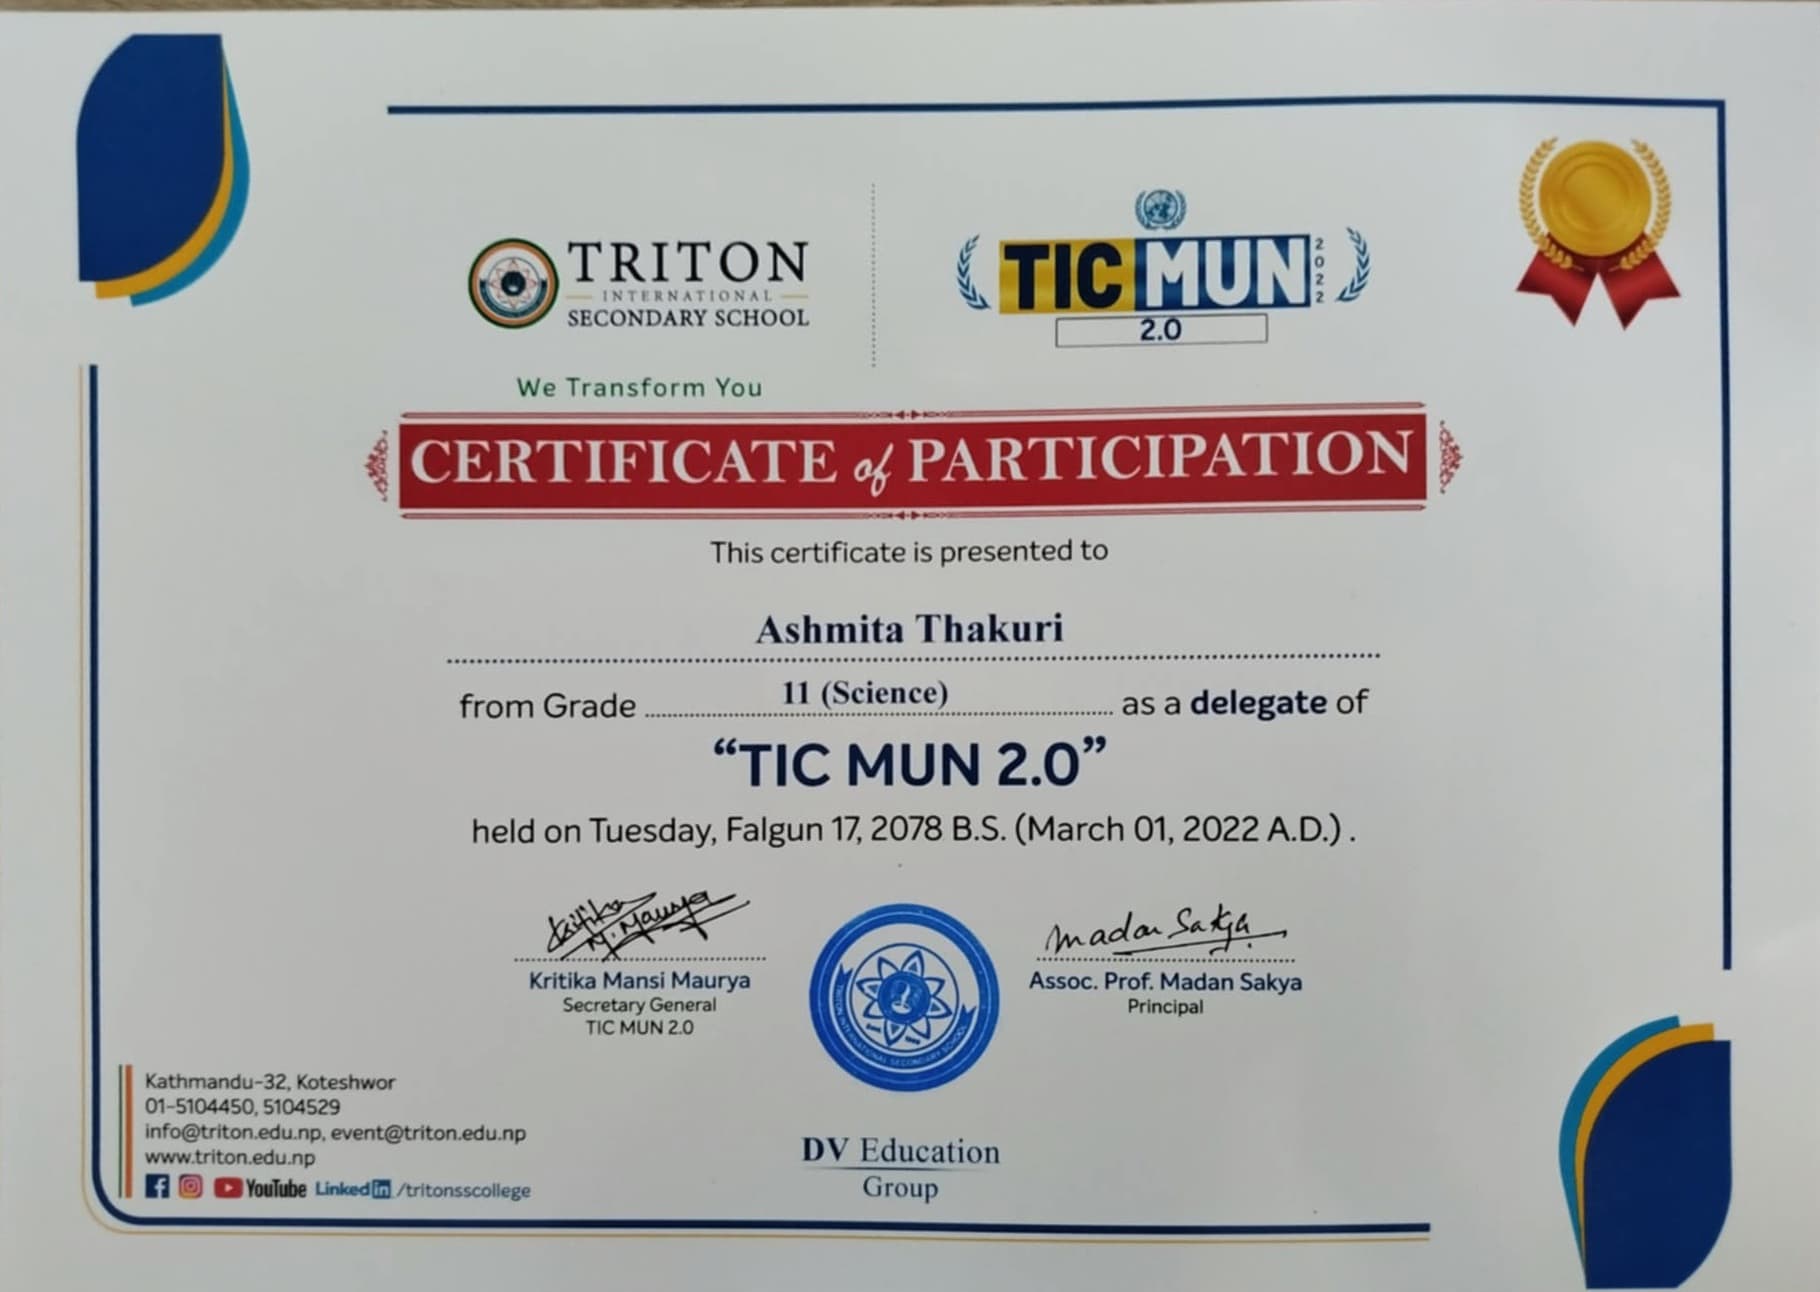 TRITON
INTERNATIONAL
SECONDARY SCHOOL
We Transform You
TIC MUN 2022
2.0
CERTIFICATE of PARTICIPATION
This certificate is presented to
Ashmita Thakuri
from Grade 11 (Science) as a delegate of
“TIC MUN 2.0”
held on Tuesday, Falgun 17, 2078 B.S. (March 01, 2022 A.D.) .
Kritika M. Maurya
Kritika Mansi Maurya
Secretary General
TIC MUN 2.0
TRITON INTERNATIONAL SECONDARY SCHOOL
Madan Sakya
Assoc. Prof. Madan Sakya
Principal
Kathmandu-32, Koteshwor
01-5104450, 5104529
info@triton.edu.np, event@triton.edu.np
www.triton.edu.np
YouTube Linkedin /tritonsscollege
DV Education
Group